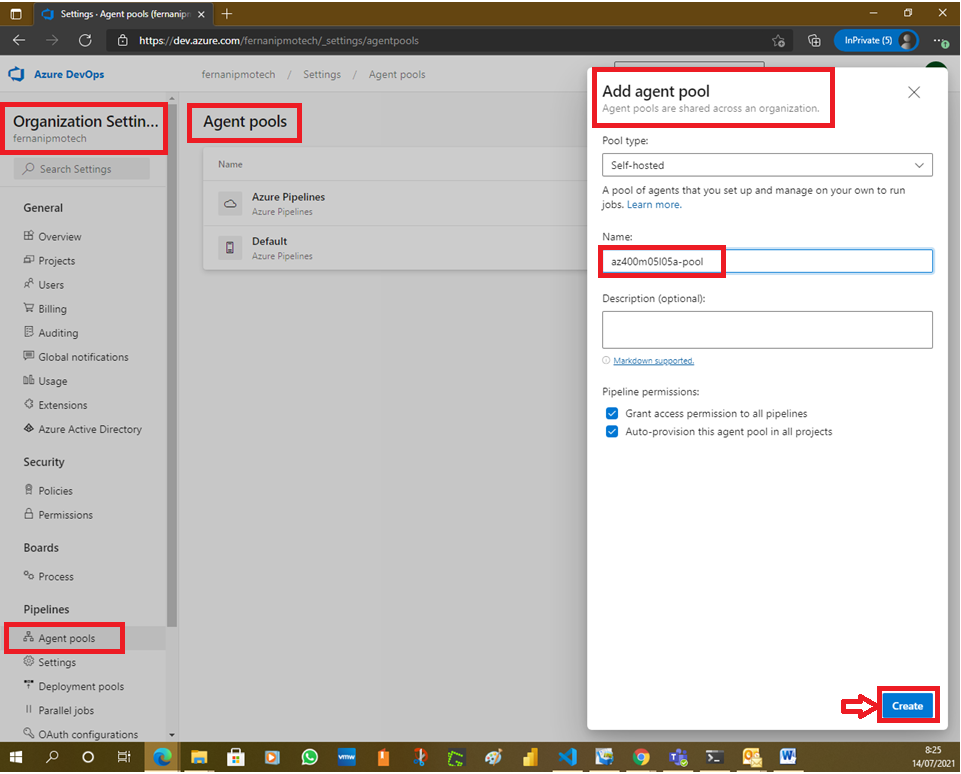 Settings - Agent pools (fernanipm
https://dev.azure.com/fernanipmotech/_settings/agentpools
InPrivate (5)
Azure DevOps
fernanipmotech / Settings / Agent pools
Organization Settin...
fernanipmotech
Search Settings
General
Overview
Projects
Users
Billing
Auditing
Global notifications
Usage
Extensions
Azure Active Directory
Security
Policies
Permissions
Boards
Process
Pipelines
Agent pools
Settings
Deployment pools
Parallel jobs
OAuth configurations
Agent pools
Name
Azure Pipelines
Azure Pipelines
Default
Azure Pipelines
Add agent pool
Agent pools are shared across an organization.
Pool type:
Self-hosted
A pool of agents that you set up and manage on your own to run
jobs. Learn more.
Name:
az400m05l05a-pool
Description (optional):
Markdown supported.
Pipeline permissions:
Grant access permission to all pipelines
Auto-provision this agent pool in all projects
Create
vmw
8:25
14/07/2021